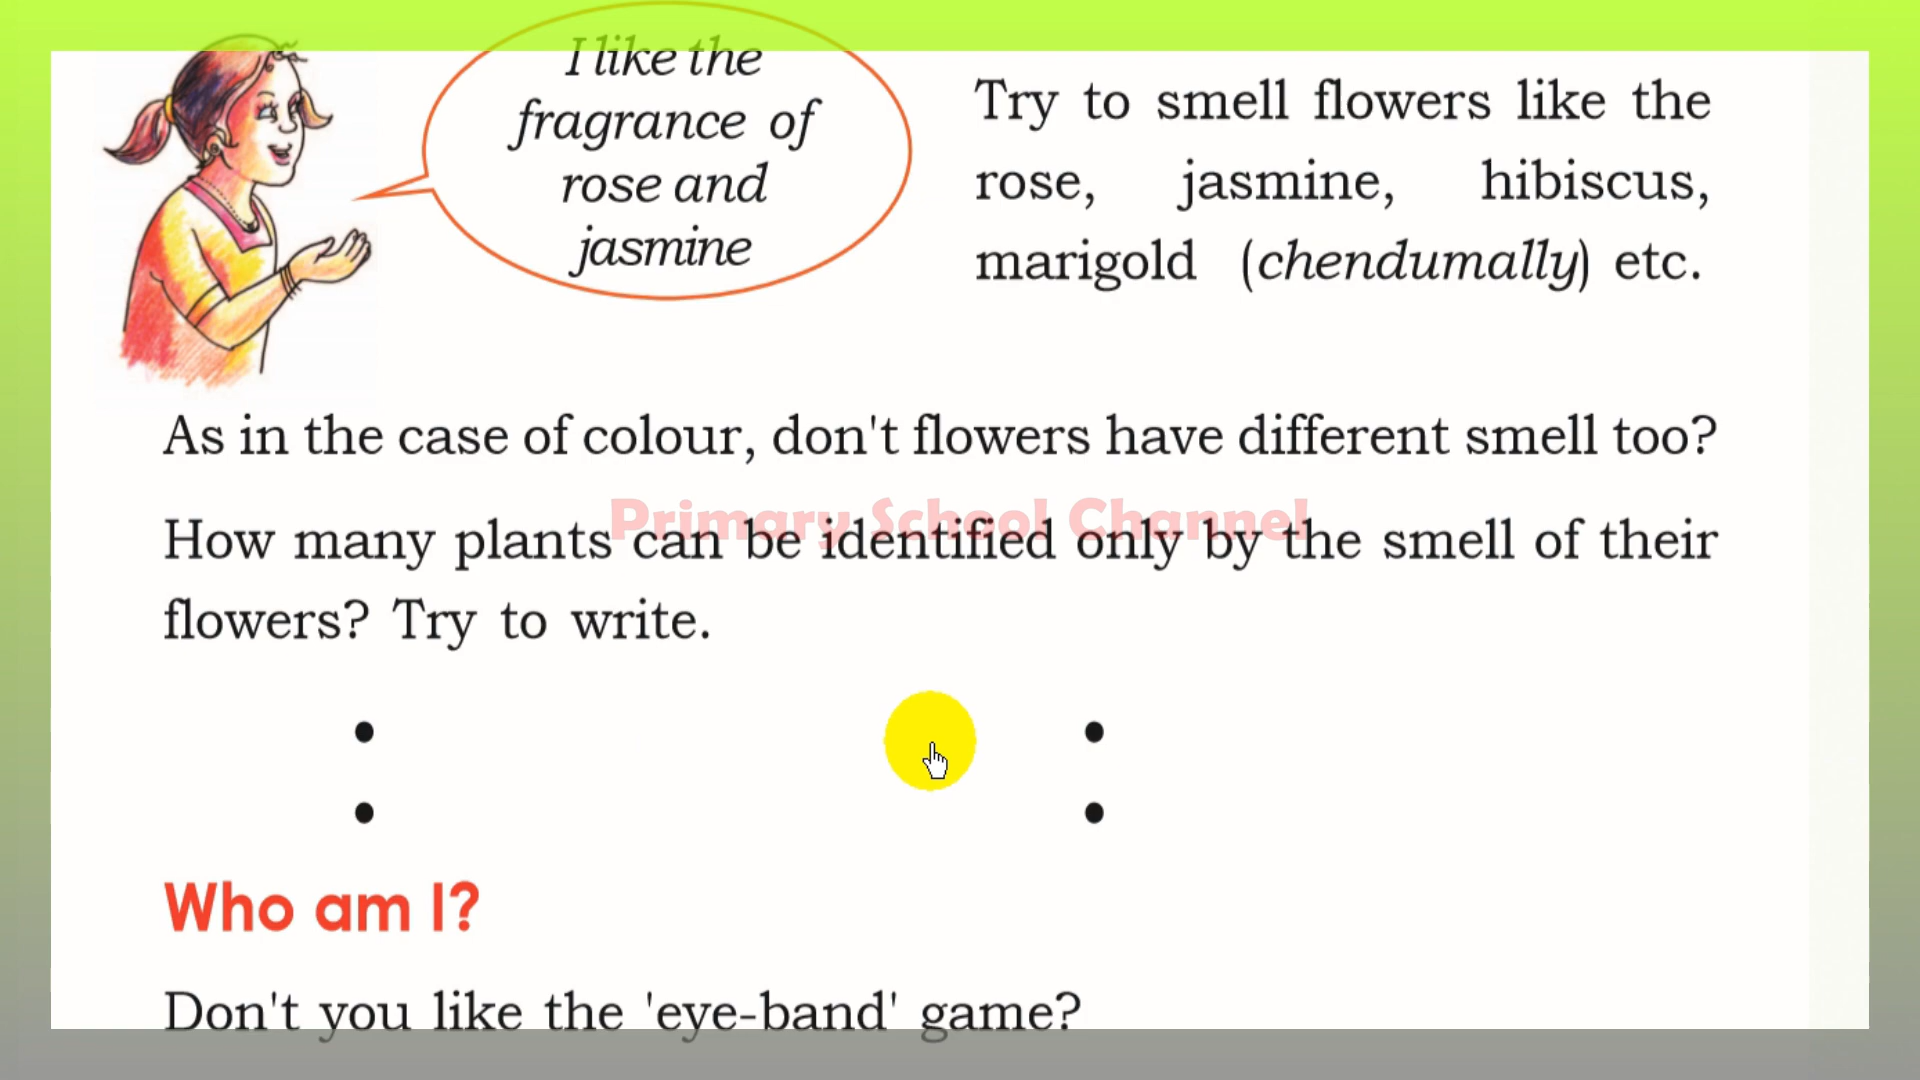 I like the
fragrance of
rose and
jasmine
Try to smell flowers like the
rose, jasmine, hibiscus,
marigold (chendumally) etc.
As in the case of colour, don't flowers have different smell too?
Primary School Channel
How many plants can be identified only by the smell of their
flowers? Try to write.
•
•
•
•
Who am I?
Don't you like the 'eye-band' game?